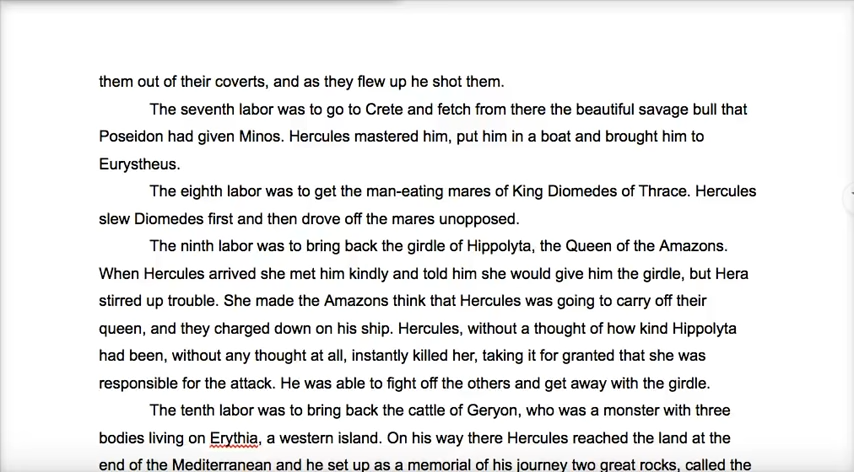 them out of their coverts, and as they flew up he shot them.
The seventh labor was to go to Crete and fetch from there the beautiful savage bull that
Poseidon had given Minos. Hercules mastered him, put him in a boat and brought him to
Eurystheus.
The eighth labor was to get the man-eating mares of King Diomedes of Thrace. Hercules
slew Diomedes first and then drove off the mares unopposed.
The ninth labor was to bring back the girdle of Hippolyta, the Queen of the Amazons.
When Hercules arrived she met him kindly and told him she would give him the girdle, but Hera
stirred up trouble. She made the Amazons think that Hercules was going to carry off their
queen, and they charged down on his ship. Hercules, without a thought of how kind Hippolyta
had been, without any thought at all, instantly killed her, taking it for granted that she was
responsible for the attack. He was able to fight off the others and get away with the girdle.
The tenth labor was to bring back the cattle of Geryon, who was a monster with three
bodies living on Erythia, a western island. On his way there Hercules reached the land at the
end of the Mediterranean and he set up as a memorial of his journey two great rocks, called the